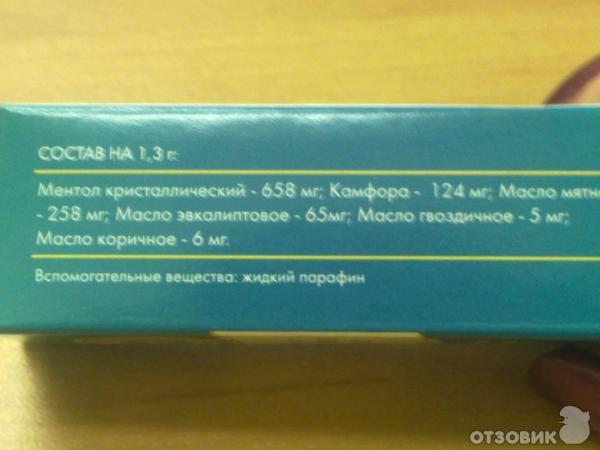 СОСТАВ НА 1,3 г:
Ментол кристаллический - 658 мг; Камфора - 124 мг; Масло мятно
- 258 мг; Масло эвкалиптовое - 65мг; Масло гвоздичное - 5 мг;
Масло коричное - 6 мг.
Вспомогательные вещества: жидкий парафин
ОТЗОВИК